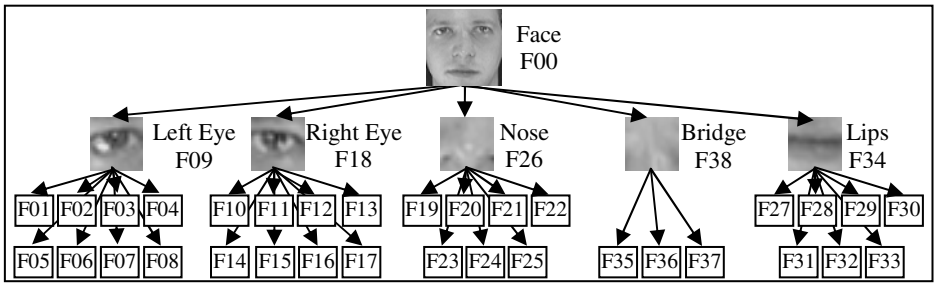 Face
F00
Left Eye
F09
Right Eye
F18
Nose
F26
Bridge
F38
Lips
F34
F01 F02 F03 F04 F10 F11 F12 F13 F19 F20 F21 F22 F27 F28 F29 F30
F05 F06 F07 F08 F14 F15 F16 F17 F23 F24 F25 F35 F36 F37 F31 F32 F33